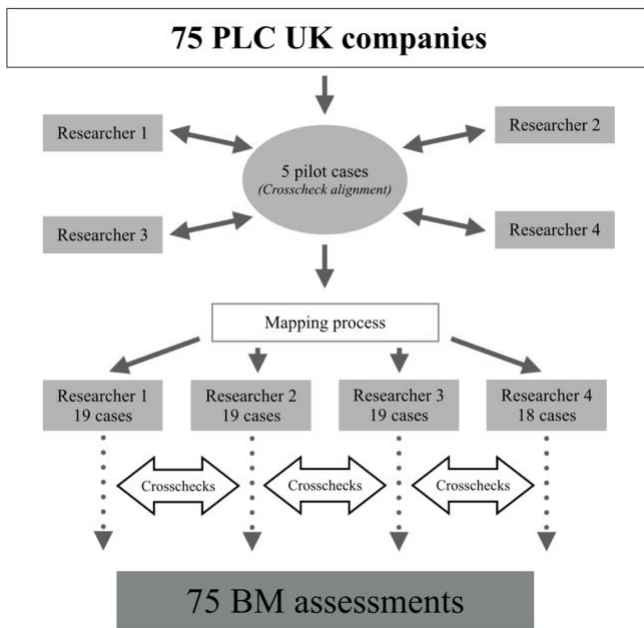 75 PLC UK companies
Researcher 1
Researcher 2
5 pilot cases
(Crosscheck alignment)
Researcher 3
Researcher 4
Mapping process
Researcher 1
19 cases
Researcher 2
19 cases
Researcher 3
19 cases
Researcher 4
18 cases
Crosschecks
Crosschecks
Crosschecks
75 BM assessments